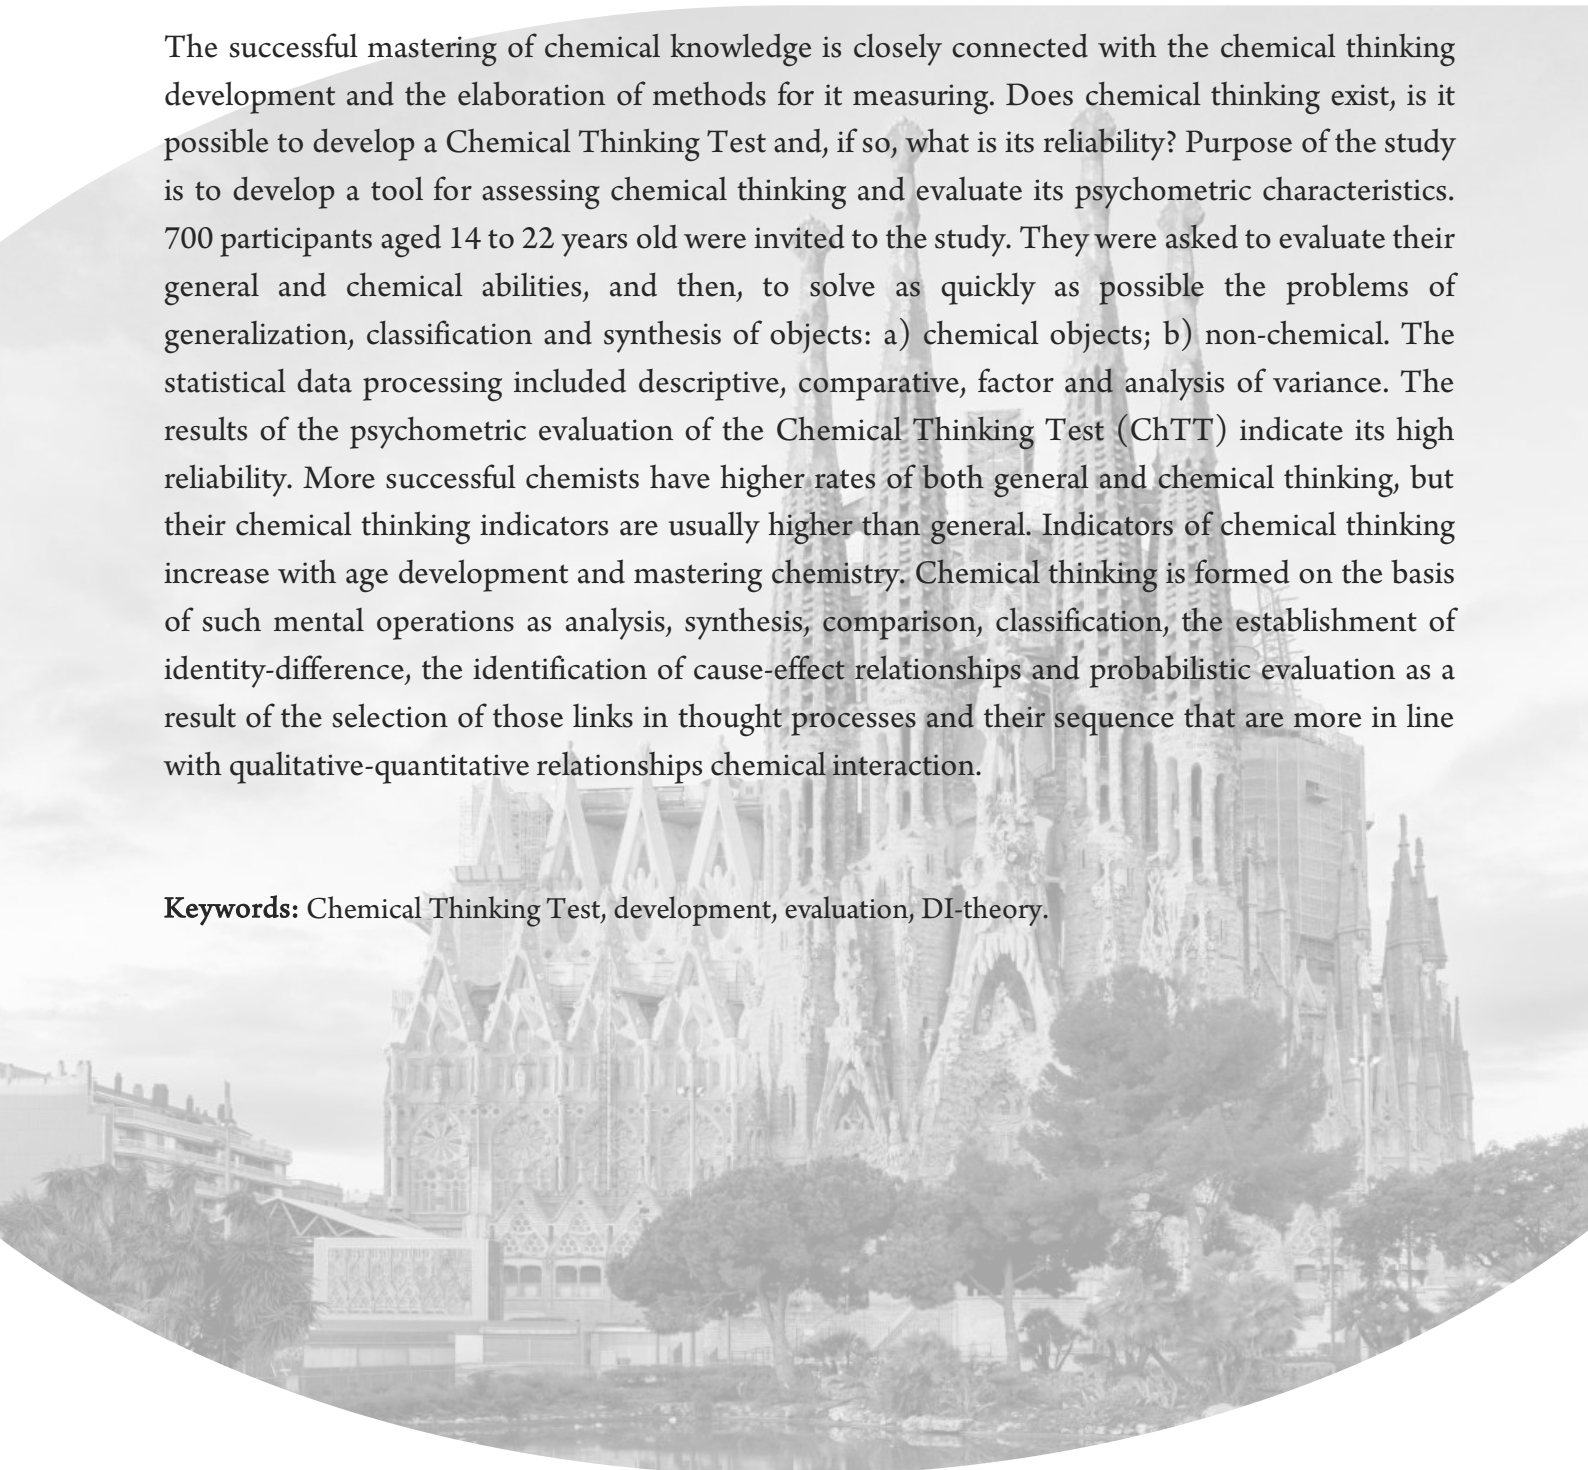 The successful mastering of chemical knowledge is closely connected with the chemical thinking
development and the elaboration of methods for it measuring. Does chemical thinking exist, is it
possible to develop a Chemical Thinking Test and, if so, what is its reliability? Purpose of the study
is to develop a tool for assessing chemical thinking and evaluate its psychometric characteristics.
700 participants aged 14 to 22 years old were invited to the study. They were asked to evaluate their
general and chemical abilities, and then, to solve as quickly as possible the problems of
generalization, classification and synthesis of objects: a) chemical objects; b) non-chemical. The
statistical data processing included descriptive, comparative, factor and analysis of variance. The
results of the psychometric evaluation of the Chemical Thinking Test (ChTT) indicate its high
reliability. More successful chemists have higher rates of both general and chemical thinking, but
their chemical thinking indicators are usually higher than general. Indicators of chemical thinking
increase with age development and mastering chemistry. Chemical thinking is formed on the basis
of such mental operations as analysis, synthesis, comparison, classification, the establishment of
identity-difference, the identification of cause-effect relationships and probabilistic evaluation as a
result of the selection of those links in thought processes and their sequence that are more in line
with qualitative-quantitative relationships chemical interaction.
Keywords: Chemical Thinking Test, development, evaluation, DI-theory.